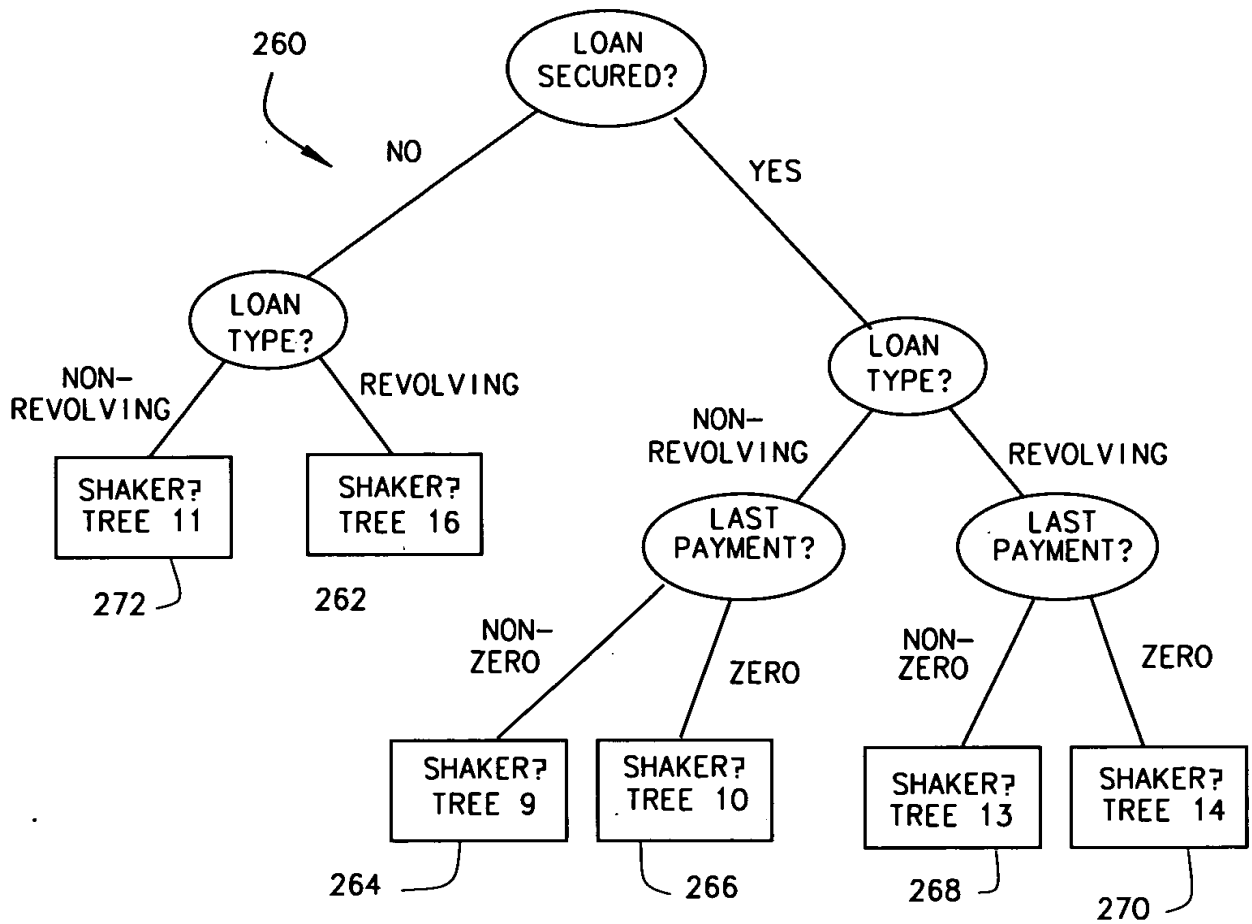 260
LOAN
SECURED?
NO
YES
LOAN
TYPE?
LOAN
TYPE?
NON-
REVOLVING
REVOLVING
NON-
REVOLVING
REVOLVING
SHAKER?
TREE 11
SHAKER?
TREE 16
LAST
PAYMENT?
LAST
PAYMENT?
272
262
NON-
ZERO
ZERO
NON-
ZERO
ZERO
SHAKER?
TREE 9
SHAKER?
TREE 10
SHAKER?
TREE 13
SHAKER?
TREE 14
264
266
268
270